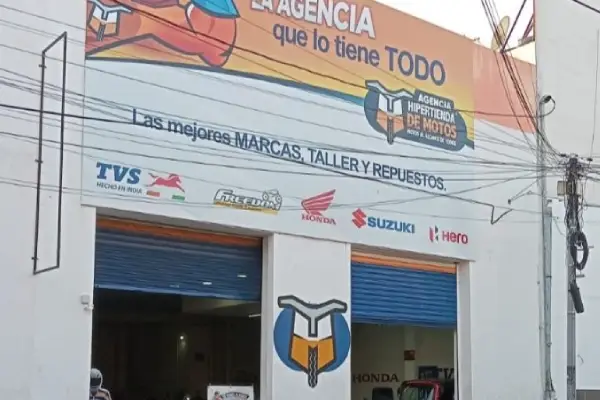 LA AGENCIA
que lo tiene TODO
AGENCIA
HIPERTIENDA
DE MOTOS
Las mejores MARCAS, TALLER Y REPUESTOS.
TVS
HECHO EN INDIA
FREEDOM
HONDA
SUZUKI
Hero
HONDA
TVS